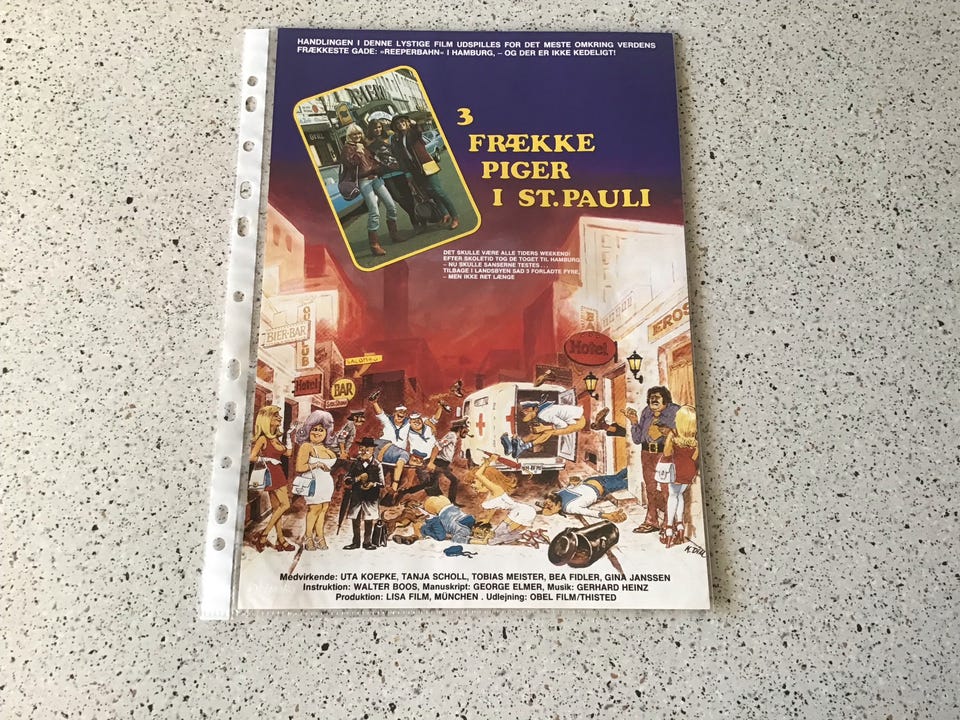 HANDLINGEN I DENNE LYSTIGE FILM UDSPILLES FOR DET MESTE OMKRING VERDENS
FRÆKKESTE GADE: »REEPERBAHN« I HAMBURG, – OG DER ER IKKE KEDELIGT!
3
FRÆKKE
PIGER
I ST. PAULI
DET SKULLE VÆRE ALLE TIDERS WEEKEND!
EFTER SKOLETID TOG DE TOGET TIL HAMBURG
– NU SKULLE SANSERNE TESTES . . .
TILBAGE I LANDSBYEN SAD 3 FORLADTE FYRE,
– MEN IKKE RET LÆNGE
BIER-BAR
Hotel
BAR
Hotel
EROS
Medvirkende: UTA KOEPKE, TANJA SCHOLL, TOBIAS MEISTER, BEA FIDLER, GINA JANSSEN
Instruktion: WALTER BOOS, Manuskript: GEORGE ELMER, Musik: GERHARD HEINZ
Produktion: LISA FILM, MÜNCHEN . Udlejning: OBEL FILM/THISTED